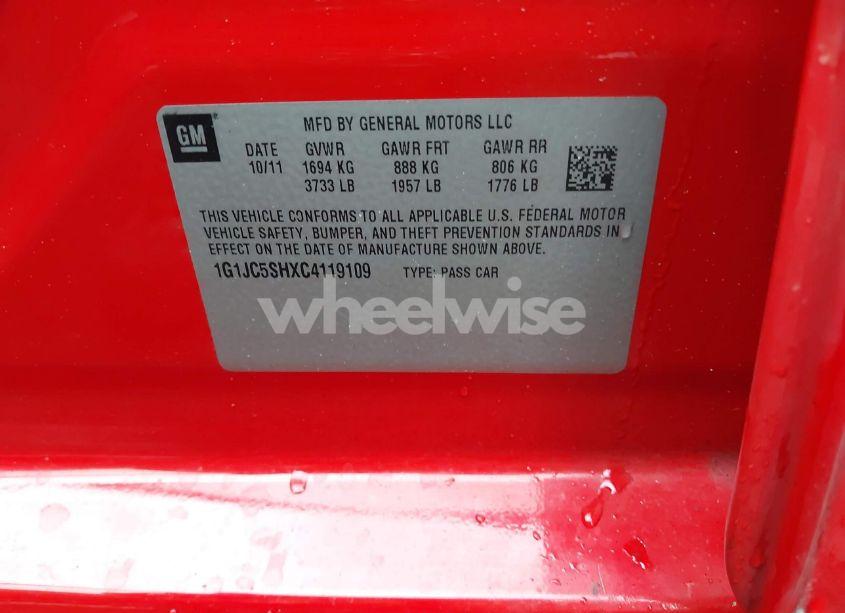 GM
MFD BY GENERAL MOTORS LLC
DATE GVWR GAWR FRT GAWR RR
10/11 1694 KG 888 KG 806 KG
3733 LB 1957 LB 1776 LB
THIS VEHICLE CONFORMS TO ALL APPLICABLE U.S. FEDERAL MOTOR
VEHICLE SAFETY, BUMPER, AND THEFT PREVENTION STANDARDS IN
EFFECT ON THE DATE OF MANUFACTURE SHOWN ABOVE.
1G1JC5SHXC4119109 TYPE: PASS CAR
wheelwise